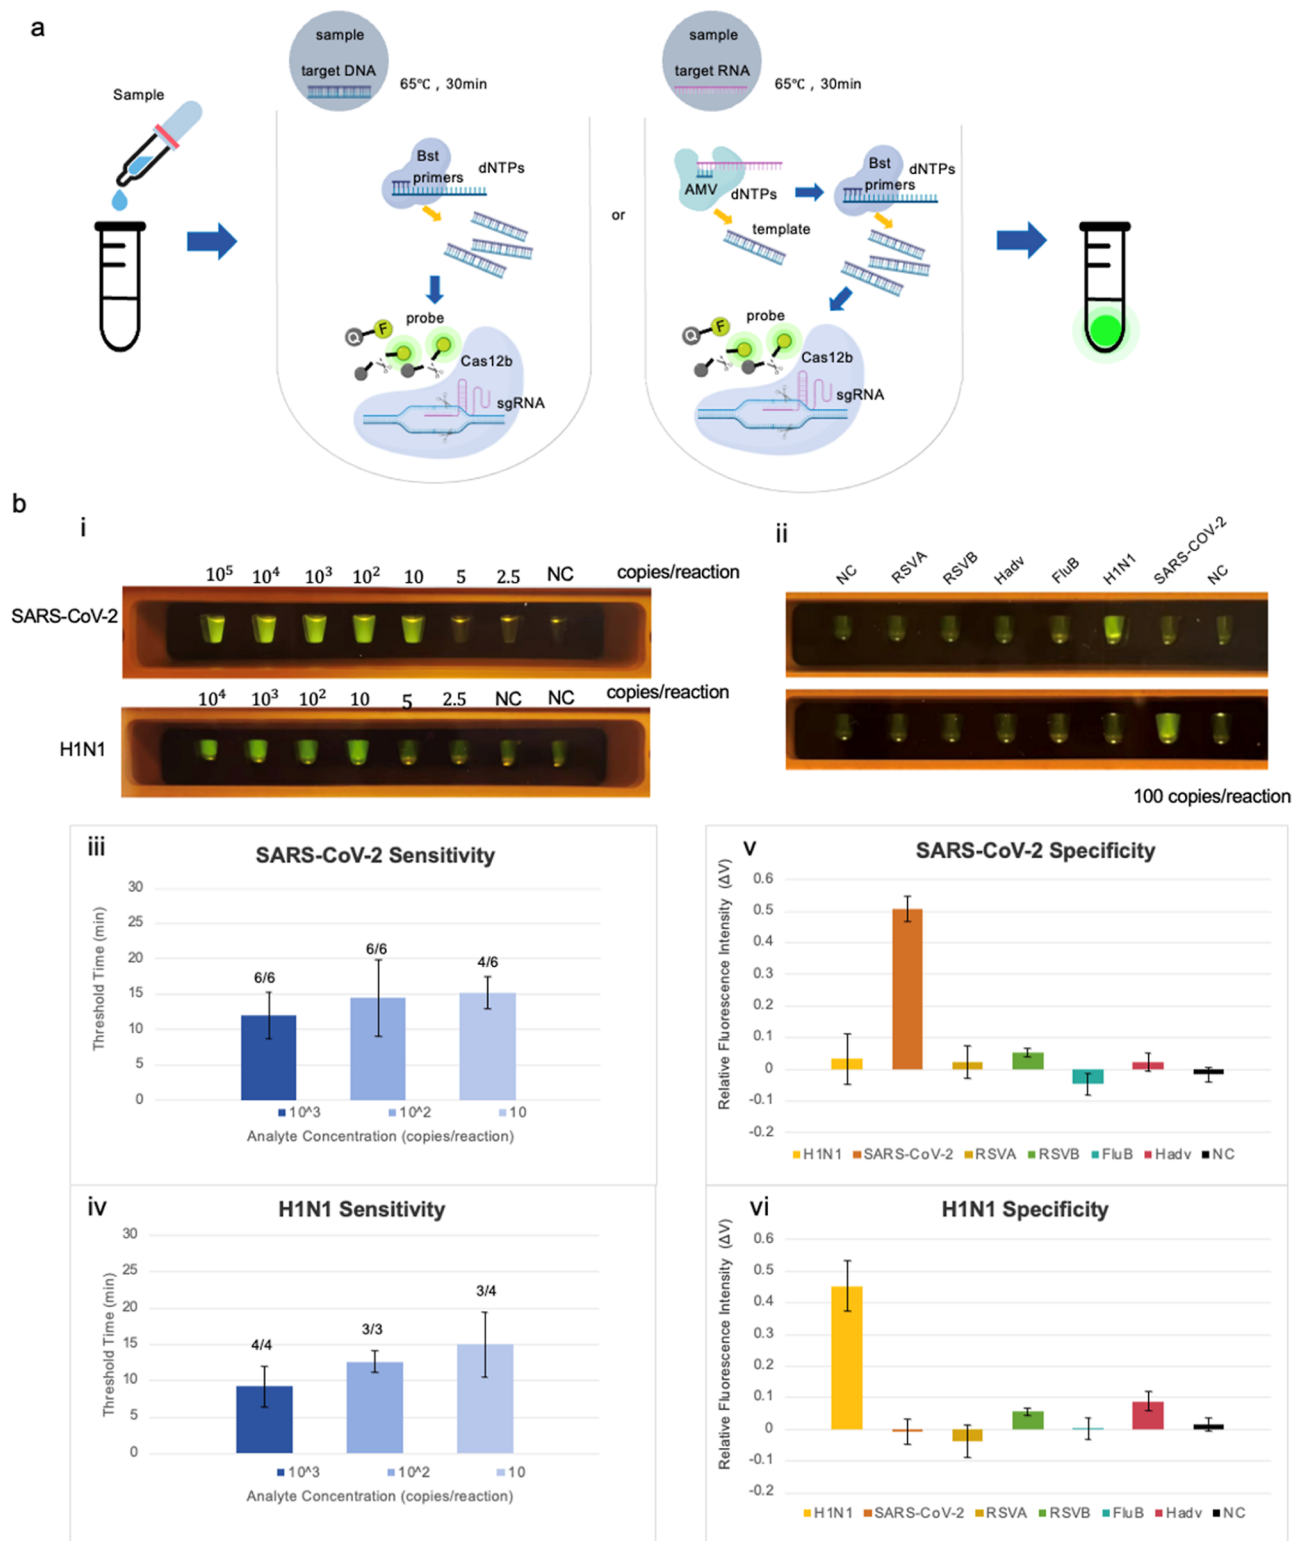 a
Sample
sample
target DNA
65℃ , 30min
Bst
primers
dNTPs
probe
Q
F
Cas12b
sgRNA
or
sample
target RNA
65℃ , 30min
AMV
dNTPs
template
Bst
primers
dNTPs
probe
Q
F
Cas12b
sgRNA
b
i
10⁵ 10⁴ 10³ 10² 10 5 2.5 NC copies/reaction
SARS-CoV-2
10⁴ 10³ 10² 10 5 2.5 NC NC copies/reaction
H1N1
ii
NC RSVA RSVB Hadv FluB H1N1 SARS-COV-2 NC
100 copies/reaction
iii
SARS-CoV-2 Sensitivity
Threshold Time (min)
30
25
20
15
10
5
0
6/6 6/6 4/6
10^3 10^2 10
Analyte Concentration (copies/reaction)
iv
H1N1 Sensitivity
Threshold Time (min)
30
25
20
15
10
5
0
4/4 3/3 3/4
10^3 10^2 10
Analyte Concentration (copies/reaction)
v
SARS-CoV-2 Specificity
Relative Fluorescence Intensity (ΔV)
0.6
0.5
0.4
0.3
0.2
0.1
0
-0.1
-0.2
H1N1 SARS-CoV-2 RSVA RSVB FluB Hadv NC
vi
H1N1 Specificity
Relative Fluorescence Intensity (ΔV)
0.6
0.5
0.4
0.3
0.2
0.1
0
-0.1
-0.2
H1N1 SARS-CoV-2 RSVA RSVB FluB Hadv NC